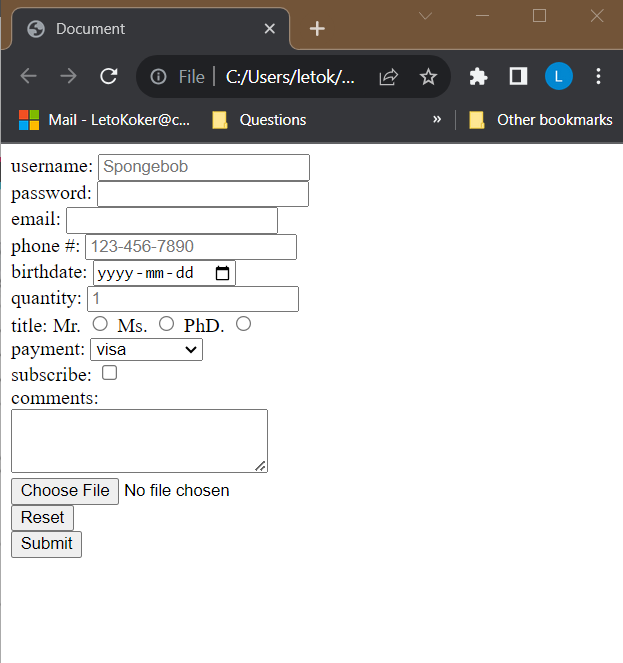 Document
File C:/Users/letok/...
Mail - LetoKoker@c... Questions » Other bookmarks
L
username: Spongebob
password:
email:
phone #: 123-456-7890
birthdate: yyyy-mm-dd
quantity: 1
title: Mr. Ms. PhD.
payment: visa
subscribe:
comments:
Choose File No file chosen
Reset
Submit